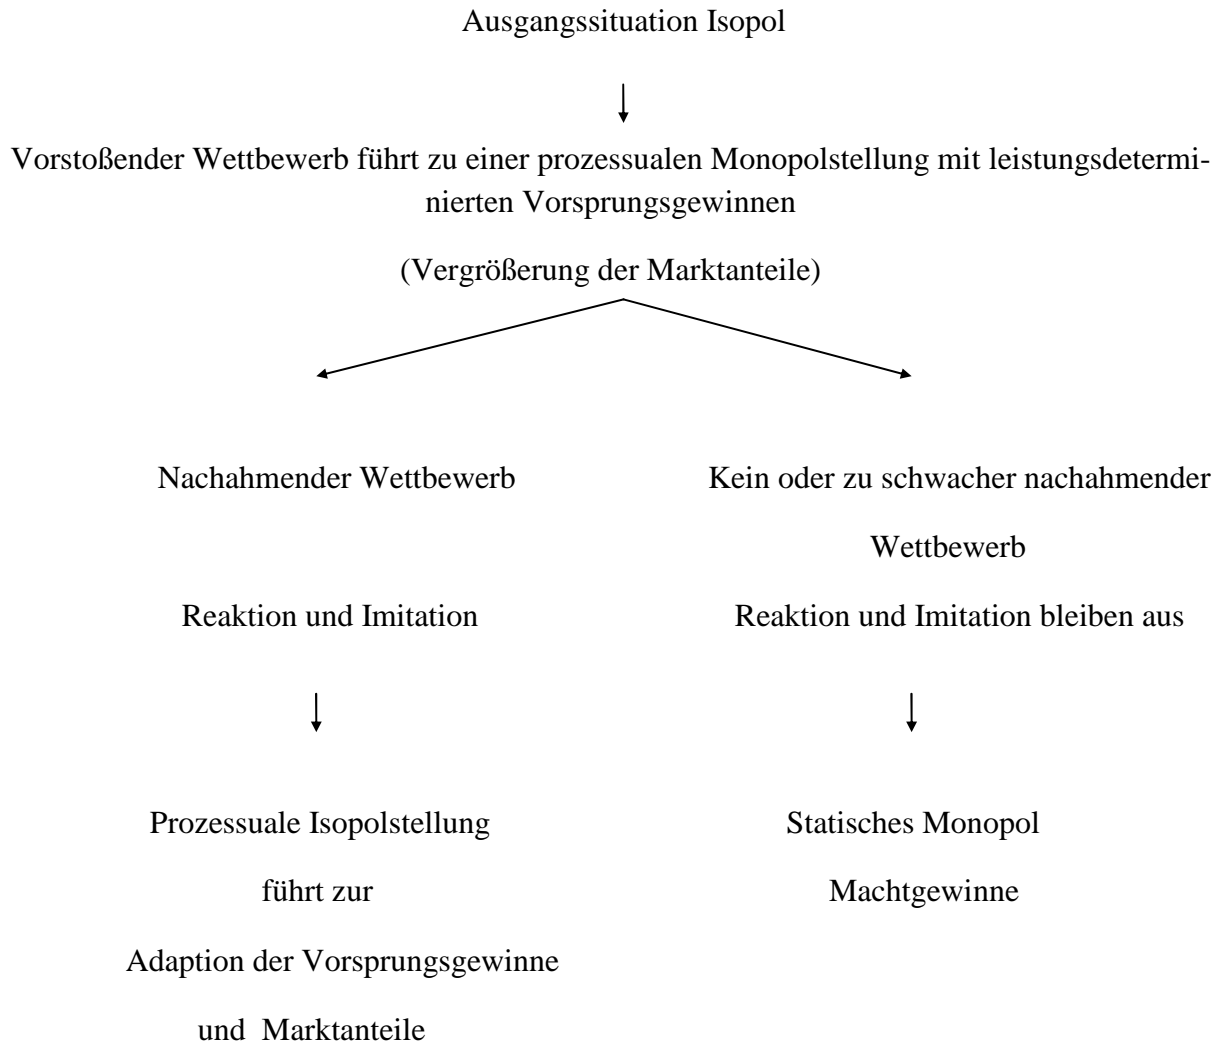 Ausgangssituation Isopol
Vorstoßender Wettbewerb führt zu einer prozessualen Monopolstellung mit leistungsdetermi-
nierten Vorsprungsgewinnen
(Vergrößerung der Marktanteile)
Nachahmender Wettbewerb
Reaktion und Imitation
Prozessuale Isopolstellung
führt zur
Adaption der Vorsprungsgewinne
und Marktanteile
Kein oder zu schwacher nachahmender
Wettbewerb
Reaktion und Imitation bleiben aus
Statisches Monopol
Machtgewinne